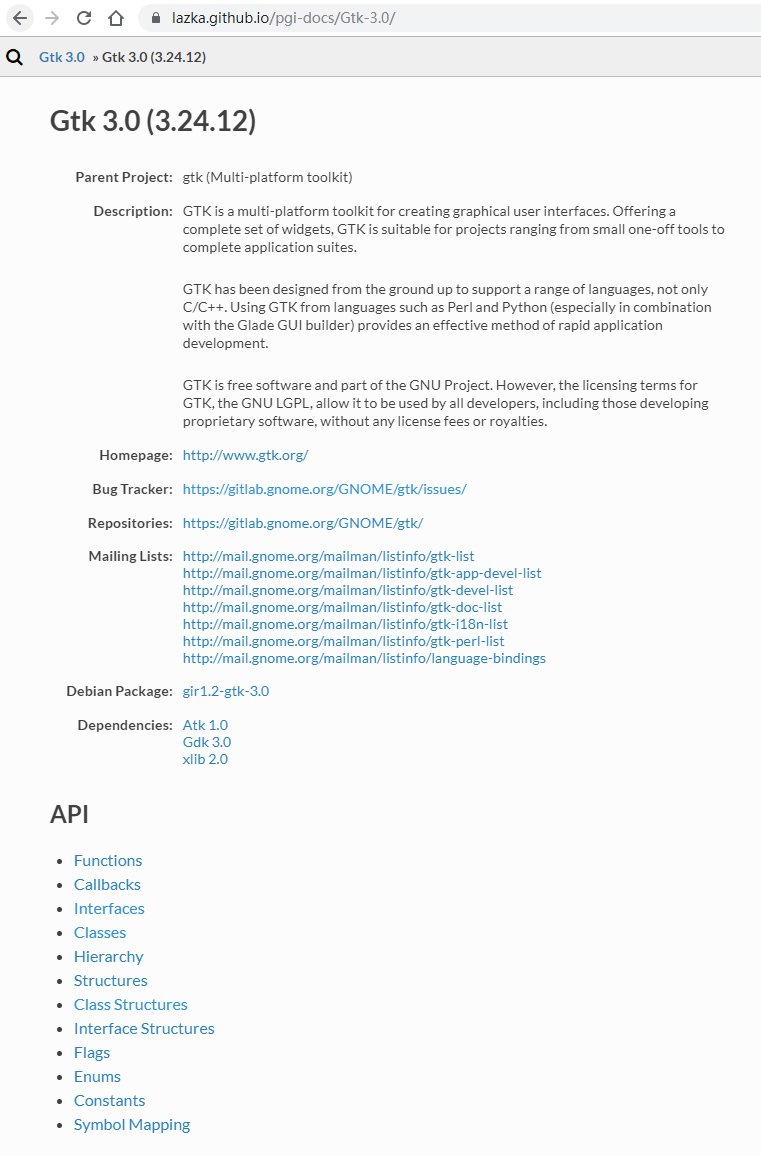 lazka.github.io/pgi-docs/Gtk-3.0/
Gtk 3.0 » Gtk 3.0 (3.24.12)
Gtk 3.0 (3.24.12)
Parent Project: gtk (Multi-platform toolkit)
Description: GTK is a multi-platform toolkit for creating graphical user interfaces. Offering a
complete set of widgets, GTK is suitable for projects ranging from small one-off tools to
complete application suites.
GTK has been designed from the ground up to support a range of languages, not only
C/C++. Using GTK from languages such as Perl and Python (especially in combination
with the Glade GUI builder) provides an effective method of rapid application
development.
GTK is free software and part of the GNU Project. However, the licensing terms for
GTK, the GNU LGPL, allow it to be used by all developers, including those developing
proprietary software, without any license fees or royalties.
Homepage: http://www.gtk.org/
Bug Tracker: https://gitlab.gnome.org/GNOME/gtk/issues/
Repositories: https://gitlab.gnome.org/GNOME/gtk/
Mailing Lists: http://mail.gnome.org/mailman/listinfo/gtk-list
http://mail.gnome.org/mailman/listinfo/gtk-app-devel-list
http://mail.gnome.org/mailman/listinfo/gtk-devel-list
http://mail.gnome.org/mailman/listinfo/gtk-doc-list
http://mail.gnome.org/mailman/listinfo/gtk-i18n-list
http://mail.gnome.org/mailman/listinfo/gtk-perl-list
http://mail.gnome.org/mailman/listinfo/language-bindings
Debian Package: gir1.2-gtk-3.0
Dependencies: Atk 1.0
Gdk 3.0
xlib 2.0
API
• Functions
• Callbacks
• Interfaces
• Classes
• Hierarchy
• Structures
• Class Structures
• Interface Structures
• Flags
• Enums
• Constants
• Symbol Mapping